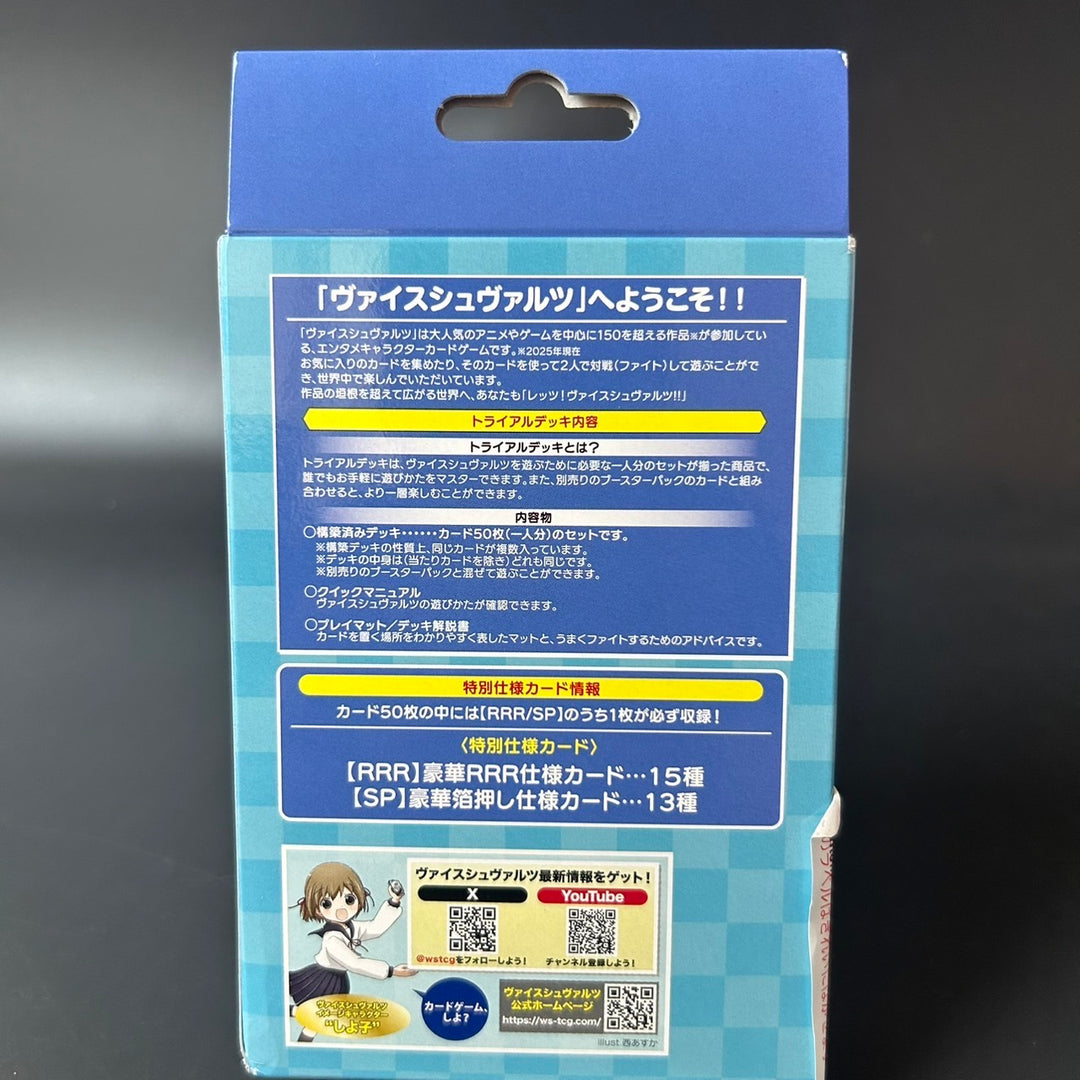 「ヴァイスシュヴァルツ」へようこそ！！
「ヴァイスシュヴァルツ」は大人気のアニメやゲームを中心に150を超える作品※が参加してい
る、エンタメキャラクターカードゲームです。※2025年現在
お気に入りのカードを集めたり、そのカードを使って2人で対戦（ファイト）して遊ぶことがで
き、世界中で楽しんでいただいています。
作品の垣根を超えて広がる世界へ、あなたも「レッツ！ヴァイスシュヴァルツ!!」
トライアルデッキ内容
トライアルデッキとは？
トライアルデッキは、ヴァイスシュヴァルツを遊ぶために必要な一人分のセットが揃った商品で、
誰でもお手軽に遊びかたをマスターできます。また、別売りのブースターパックのカードと組み
合わせると、より一層楽しむことができます。
内容物
○構築済みデッキ‥‥‥カード50枚（一人分）のセットです。
※構築デッキの性質上、同じカードが複数入っています。
※デッキの中身は（当たりカードを除き）どれも同じです。
※別売りのブースターパックと混ぜて遊ぶことができます。
○クイックマニュアル
ヴァイスシュヴァルツの遊びかたが確認できます。
○プレイマット／デッキ解説書
カードを置く場所をわかりやすく表したマットと、うまくファイトするためのアドバイスです。
特別仕様カード情報
カード50枚の中には【RRR/SP】のうち1枚が必ず収録！
〈特別仕様カード〉
【RRR】豪華RRR仕様カード…15種
【SP】豪華箔押し仕様カード…13種
ヴァイスシュヴァルツ最新情報をゲット！
X
YouTube
@wstcgをフォローしよう！
チャンネル登録しよう！
ヴァイスシュヴァルツ
イメージキャラクター
“しよ子”
カードゲーム、
しよ？
ヴァイスシュヴァルツ
公式ホームページ
https://ws-tcg.com/
illust.西あすか